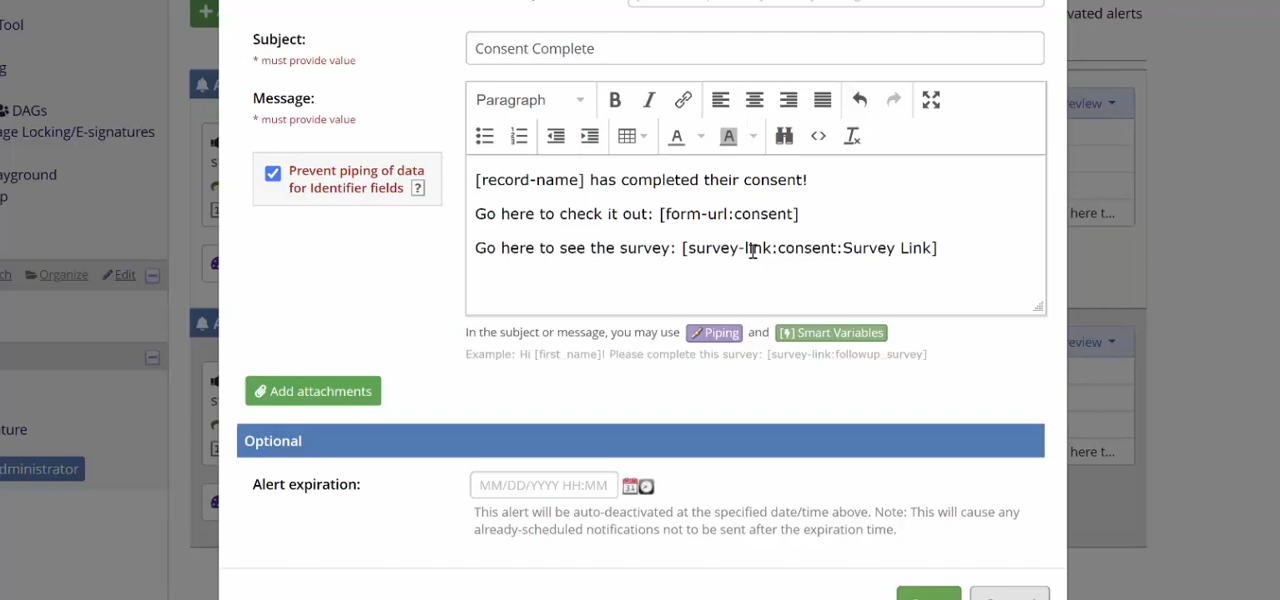 Tool
vated alerts
Subject:
* must provide value
Consent Complete
Message:
* must provide value
Paragraph
DAGs
age Locking/E-signatures
Prevent piping of data
for Identifier fields ?
[record-name] has completed their consent!
Go here to check it out: [form-url:consent]
Go here to see the survey: [survey-link:consent:Survey Link]
ayground
here t...
ch Organize Edit
In the subject or message, you may use Piping and [ ] Smart Variables
Example: Hi [first_name]! Please complete this survey: [survey-link:followup_survey]
eview
Add attachments
Optional
ature
dministrator
here t...
Alert expiration:
MM/DD/YYYY HH:MM
This alert will be auto-deactivated at the specified date/time above. Note: This will cause any
already-scheduled notifications not to be sent after the expiration time.